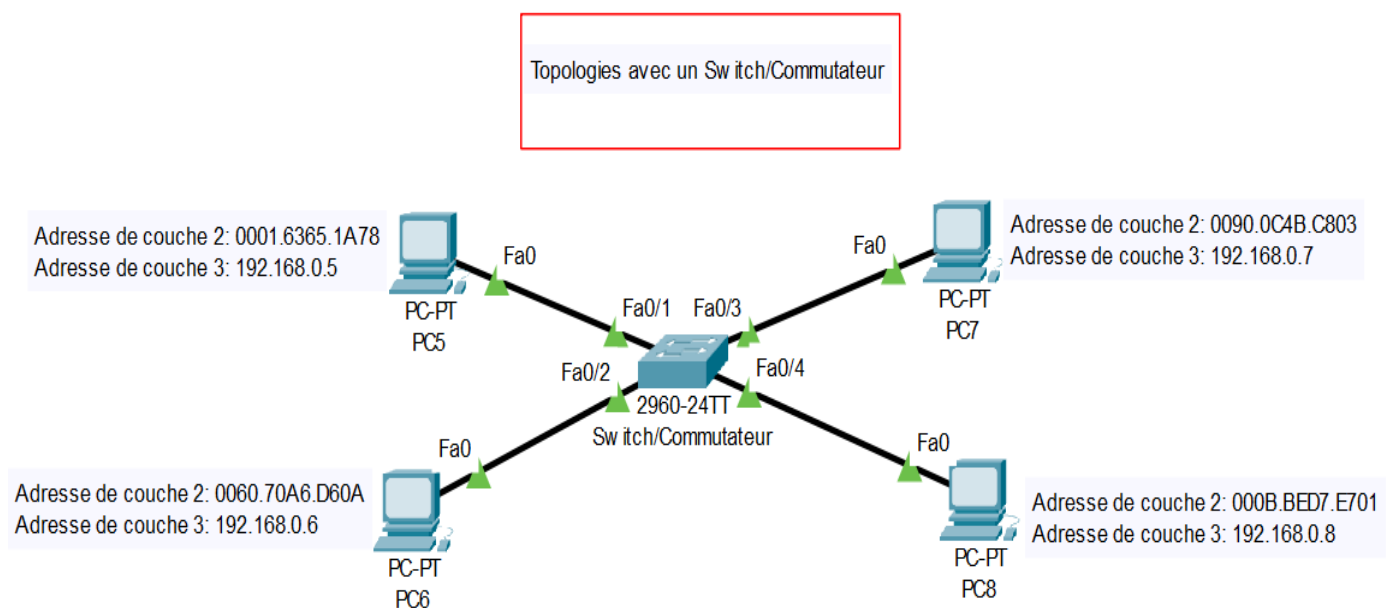 Topologies avec un Switch/Commutateur
Adresse de couche 2: 0001.6365.1A78
Adresse de couche 3: 192.168.0.5
Fa0
PC-PT
PC5
Adresse de couche 2: 0090.0C4B.C803
Adresse de couche 3: 192.168.0.7
Fa0
PC-PT
PC7
Fa0/1
Fa0/3
Fa0/2
Fa0/4
2960-24TT
Switch/Commutateur
Adresse de couche 2: 0060.70A6.D60A
Adresse de couche 3: 192.168.0.6
Fa0
PC-PT
PC6
Adresse de couche 2: 000B.BED7.E701
Adresse de couche 3: 192.168.0.8
Fa0
PC-PT
PC8